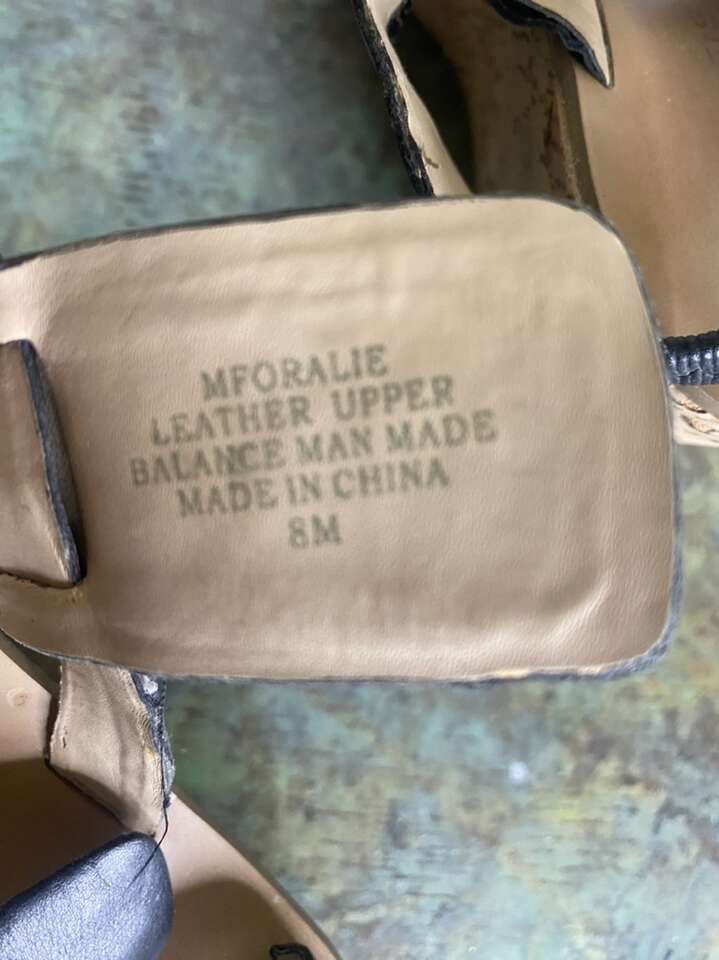 MFORALIE
LEATHER UPPER
BALANCE MAN MADE
MADE IN CHINA
8M